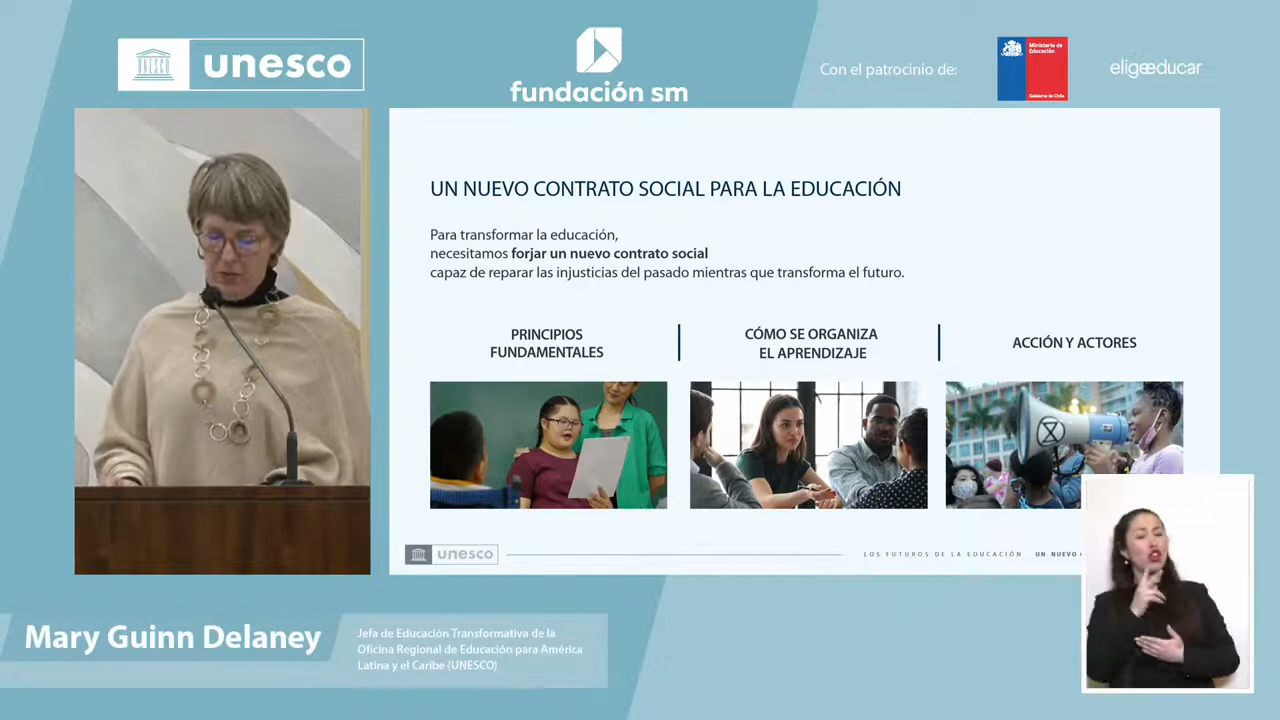 unesco
UNESCO
fundación sm
Con el patrocinio de:
Ministerio de
Educación
Gobierno de Chile
eligeeducar
UN NUEVO CONTRATO SOCIAL PARA LA EDUCACIÓN
Para transformar la educación,
necesitamos forjar un nuevo contrato social
capaz de reparar las injusticias del pasado mientras que transforma el futuro.
PRINCIPIOS
FUNDAMENTALES
CÓMO SE ORGANIZA
EL APRENDIZAJE
ACCIÓN Y ACTORES
unesco
LOS FUTUROS DE LA EDUCACIÓN UN NUEVO
Mary Guinn Delaney
Jefa de Educación Transformativa de la
Oficina Regional de Educación para América
Latina y el Caribe (UNESCO)